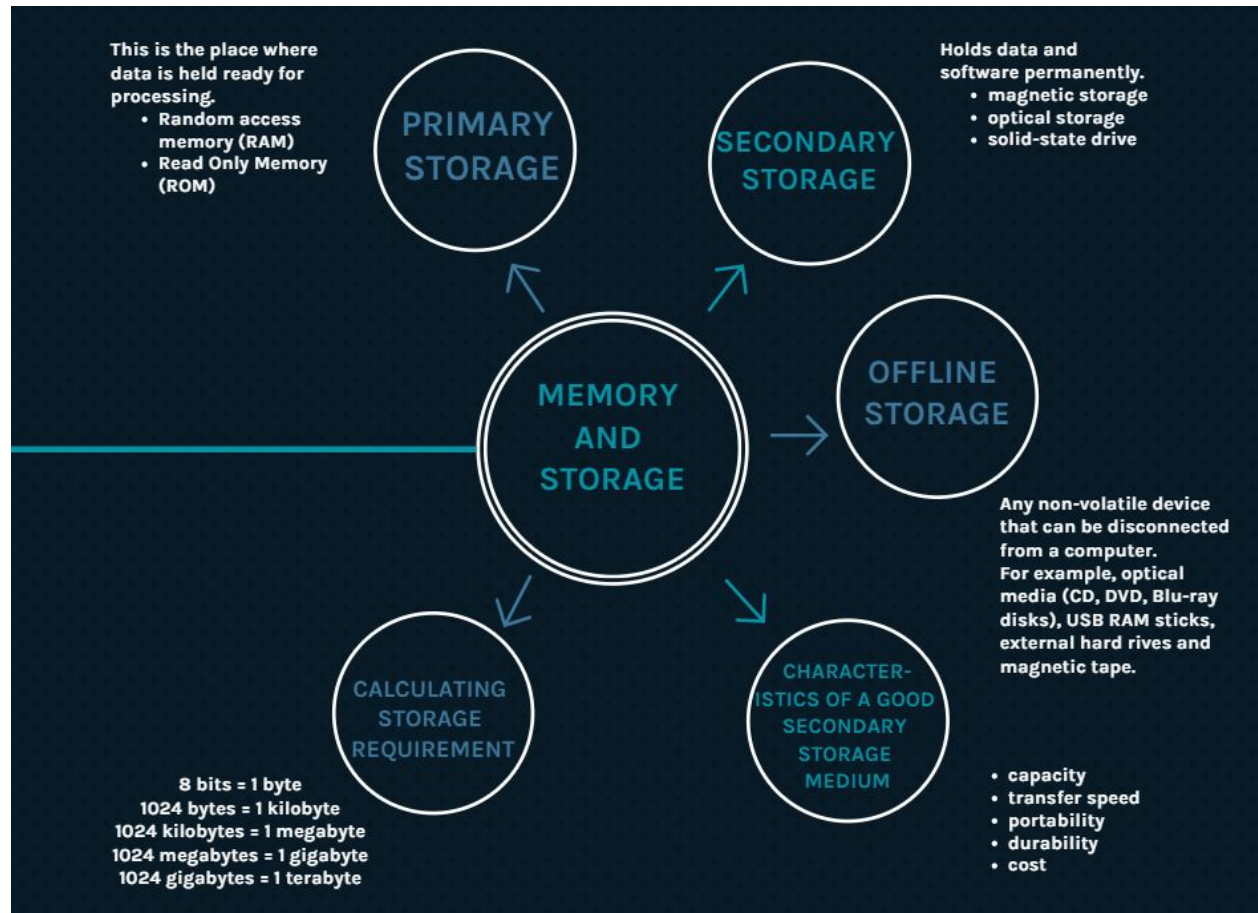 This is the place where
data is held ready for
processing.
• Random access
memory (RAM)
• Read Only Memory
(ROM)
PRIMARY
STORAGE
SECONDARY
STORAGE
Holds data and
software permanently.
• magnetic storage
• optical storage
• solid-state drive
MEMORY
AND
STORAGE
OFFLINE
STORAGE
Any non-volatile device
that can be disconnected
from a computer.
For example, optical
media (CD, DVD, Blu-ray
disks), USB RAM sticks,
external hard rives and
magnetic tape.
CALCULATING
STORAGE
REQUIREMENT
8 bits = 1 byte
1024 bytes = 1 kilobyte
1024 kilobytes = 1 megabyte
1024 megabytes = 1 gigabyte
1024 gigabytes = 1 terabyte
CHARACTER-
ISTICS OF A GOOD
SECONDARY
STORAGE
MEDIUM
• capacity
• transfer speed
• portability
• durability
• cost